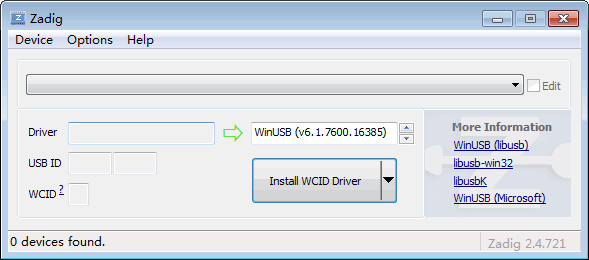 Zadig
Device Options Help
Edit
Driver
WinUSB (v6.1.7600.16385)
USB ID
WCID ?
Install WCID Driver
More Information
WinUSB (libusb)
libusb-win32
libusbK
WinUSB (Microsoft)
0 devices found.
Zadig 2.4.721